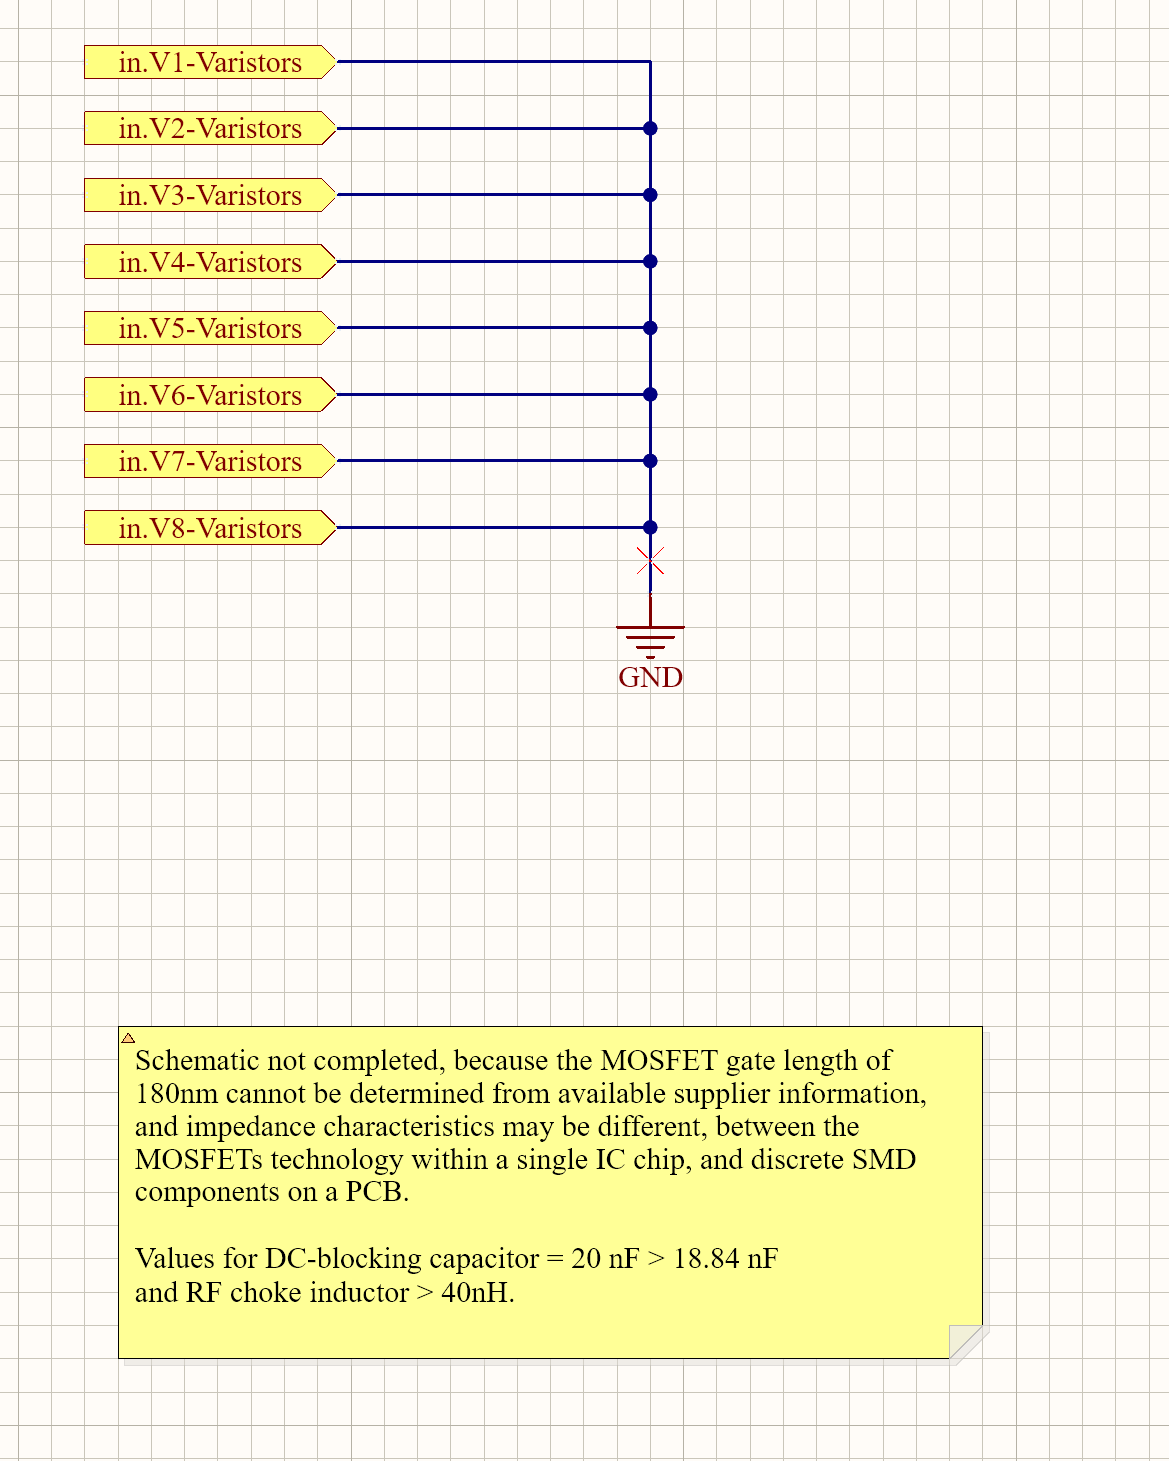 in.V1-Varistors
in.V2-Varistors
in.V3-Varistors
in.V4-Varistors
in.V5-Varistors
in.V6-Varistors
in.V7-Varistors
in.V8-Varistors
GND
Schematic not completed, because the MOSFET gate length of
180nm cannot be determined from available supplier information,
and impedance characteristics may be different, between the
MOSFETs technology within a single IC chip, and discrete SMD
components on a PCB.
Values for DC-blocking capacitor = 20 nF > 18.84 nF
and RF choke inductor > 40nH.